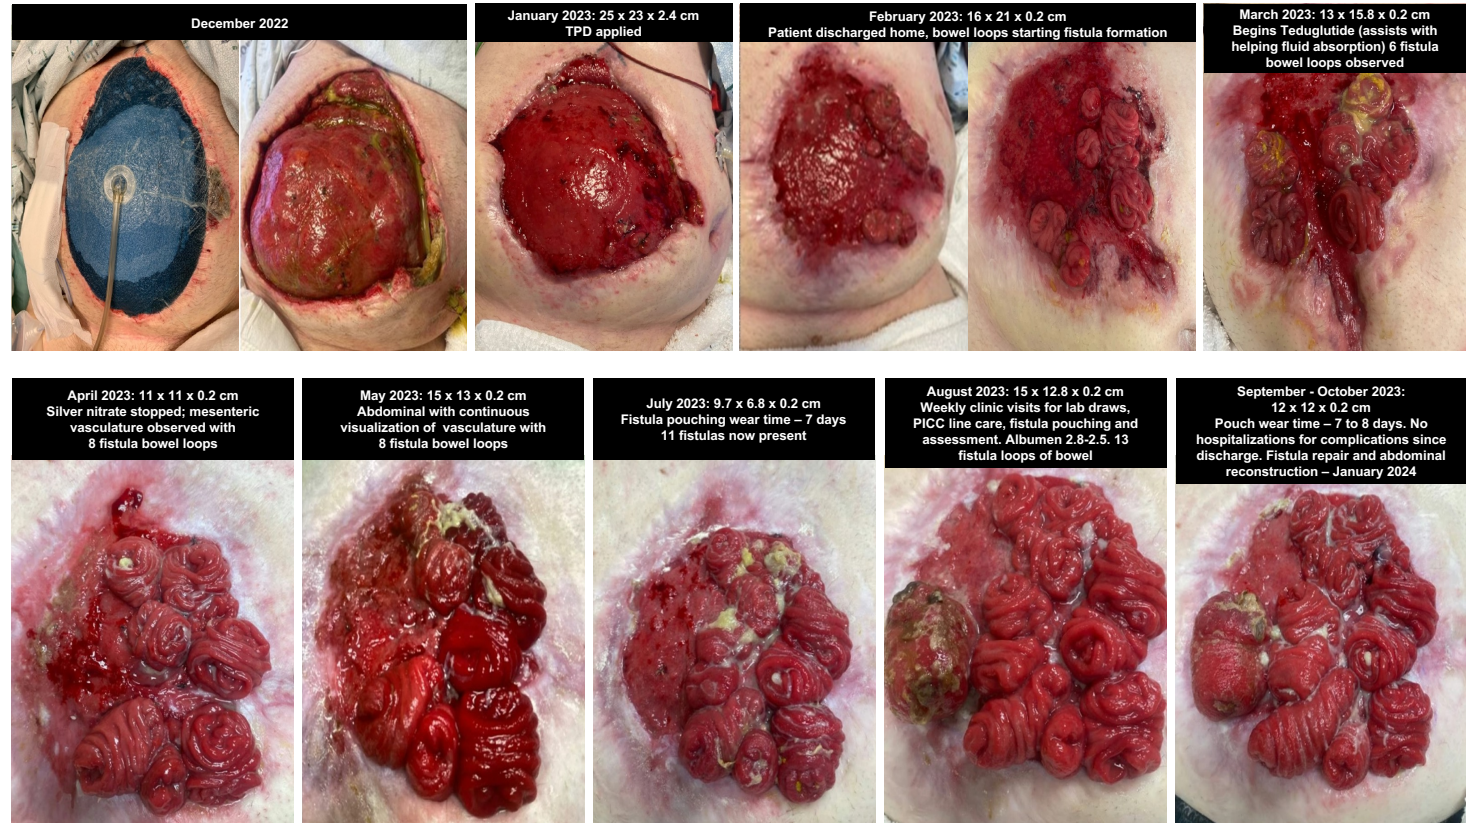 December 2022
January 2023: 25 x 23 x 2.4 cm
TPD applied
February 2023: 16 x 21 x 0.2 cm
Patient discharged home, bowel loops starting fistula formation
March 2023: 13 x 15.8 x 0.2 cm
Begins Teduglutide (assists with
helping fluid absorption) 6 fistula
bowel loops observed
April 2023: 11 x 11 x 0.2 cm
Silver nitrate stopped; mesenteric
vasculature observed with
8 fistula bowel loops
May 2023: 15 x 13 x 0.2 cm
Abdominal with continuous
visualization of vasculature with
8 fistula bowel loops
July 2023: 9.7 x 6.8 x 0.2 cm
Fistula pouching wear time – 7 days
11 fistulas now present
August 2023: 15 x 12.8 x 0.2 cm
Weekly clinic visits for lab draws,
PICC line care, fistula pouching and
assessment. Albumen 2.8-2.5. 13
fistula loops of bowel
September - October 2023:
12 x 12 x 0.2 cm
Pouch wear time – 7 to 8 days. No
hospitalizations for complications since
discharge. Fistula repair and abdominal
reconstruction – January 2024